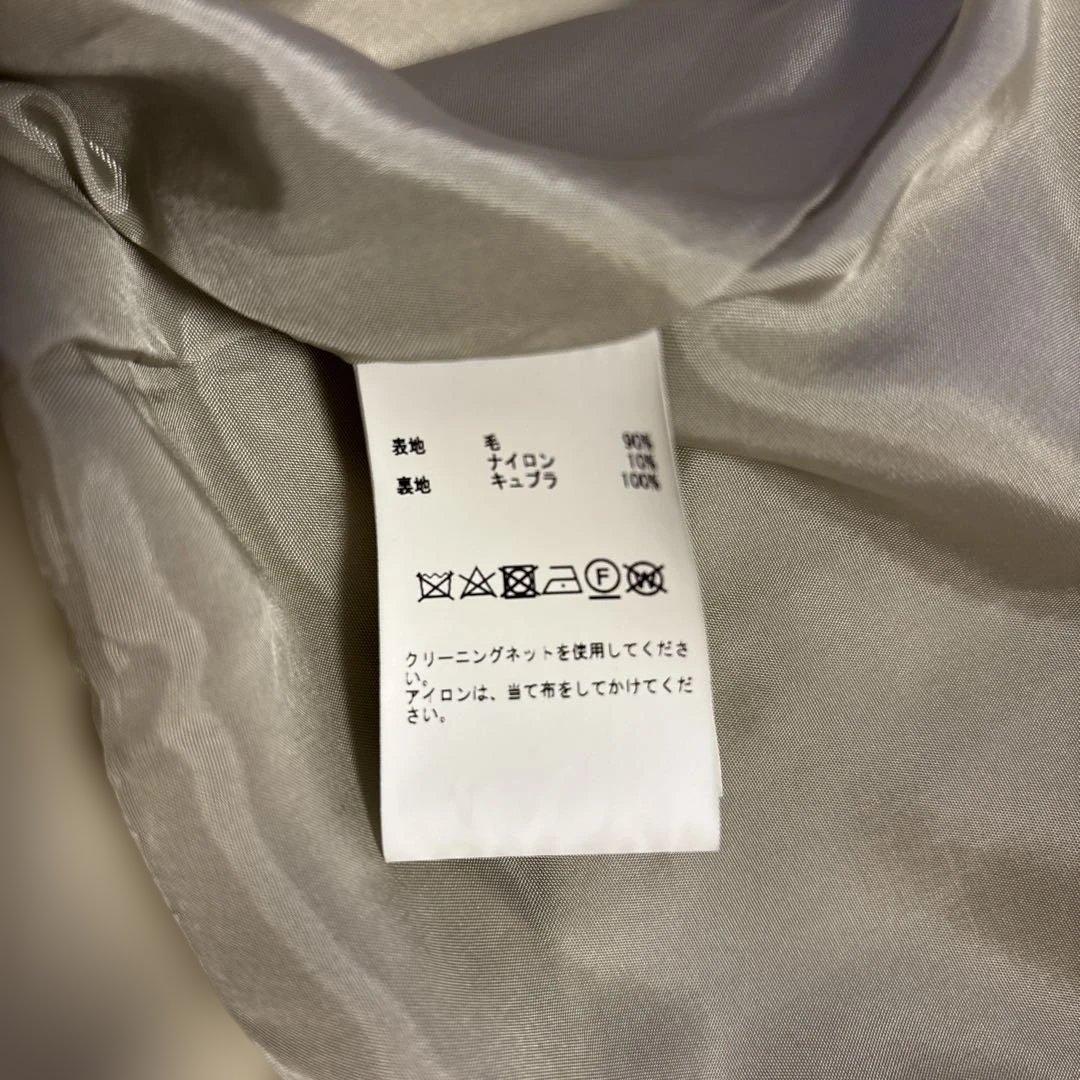 表地 毛 90%
ナイロン 10%
裏地 キュプラ 100%
F W
クリーニングネットを使用してくださ
い。
アイロンは、当て布をしてかけてくだ
さい。